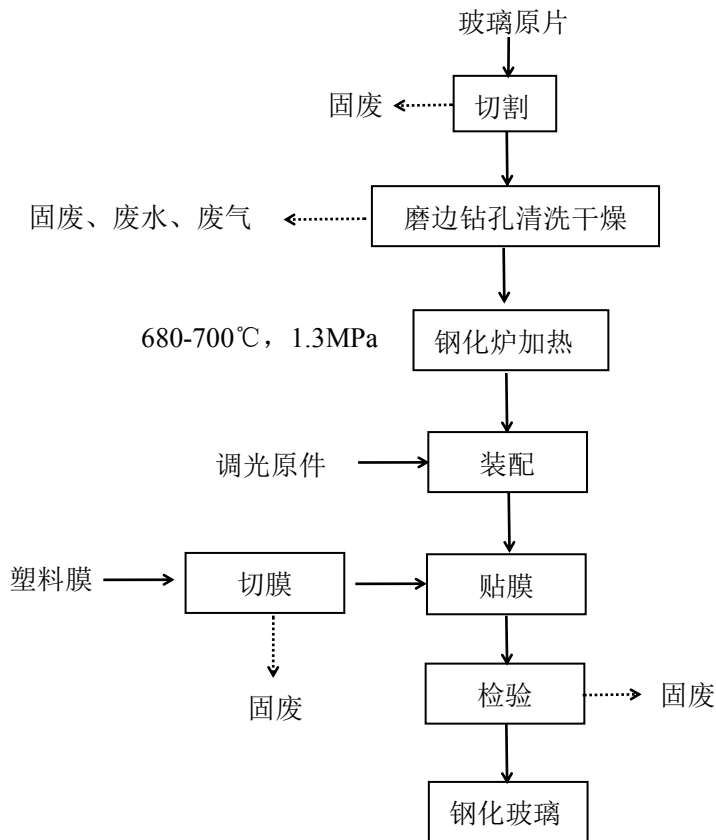 玻璃原片
固废
切割
固废、废水、废气
磨边钻孔清洗干燥
680-700℃，1.3MPa
钢化炉加热
调光原件
装配
塑料膜
切膜
贴膜
固废
检验
固废
钢化玻璃